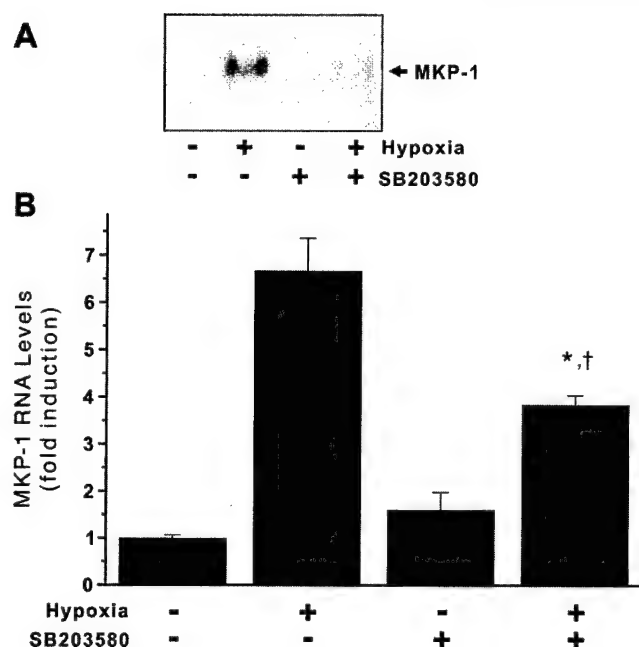 A
← MKP-1
- + - + Hypoxia
- - + + SB203580
B
MKP-1 RNA Levels
(fold induction)
7
6
5
4
3
2
1
0
*,†
Hypoxia - + - +
SB203580 - - + +